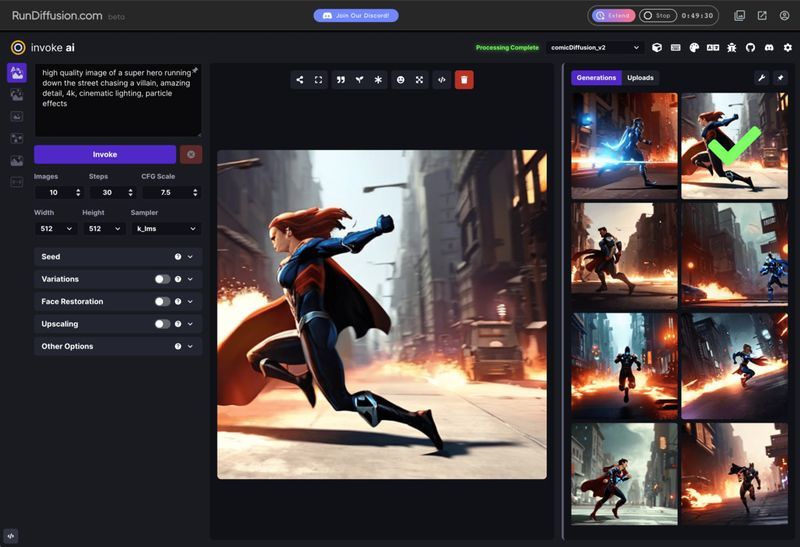 RunDiffusion.com beta
Join Our Discord!
Extend
Stop
0:49:30
invoke ai
Processing Complete
comicDiffusion_v2
high quality image of a super hero running
down the street chasing a villain, amazing
detail, 4k, cinematic lighting, particle
effects
Invoke
Images Steps CFG Scale
10 30 7.5
Width Height Sampler
512 512 k_lms
Seed
Variations
Face Restoration
Upscaling
Other Options
Generations
Uploads